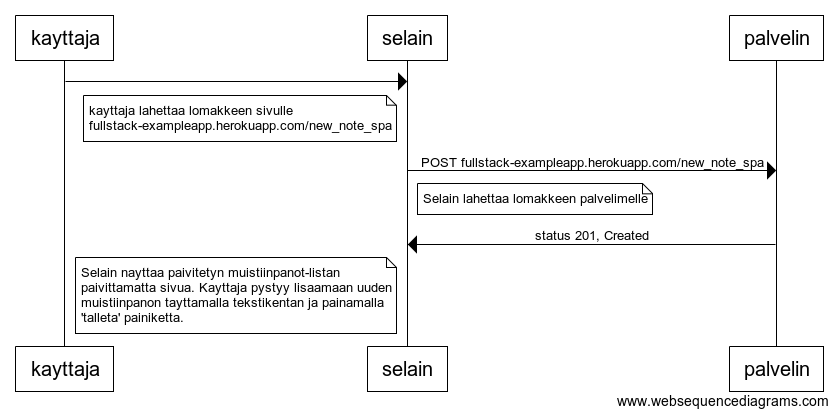 kayttaja
selain
palvelin
kayttaja lahettaa lomakkeen sivulle
fullstack-exampleapp.herokuapp.com/new_note_spa
POST fullstack-exampleapp.herokuapp.com/new_note_spa
Selain lahettaa lomakkeen palvelimelle
status 201, Created
Selain nayttaa paivitetyn muistiinpanot-listan
paivittamatta sivua. Kayttaja pystyy lisaamaan uuden
muistiinpanon tayttamalla tekstikentan ja painamalla
'talleta' painiketta.
kayttaja
selain
palvelin
www.websequencediagrams.com